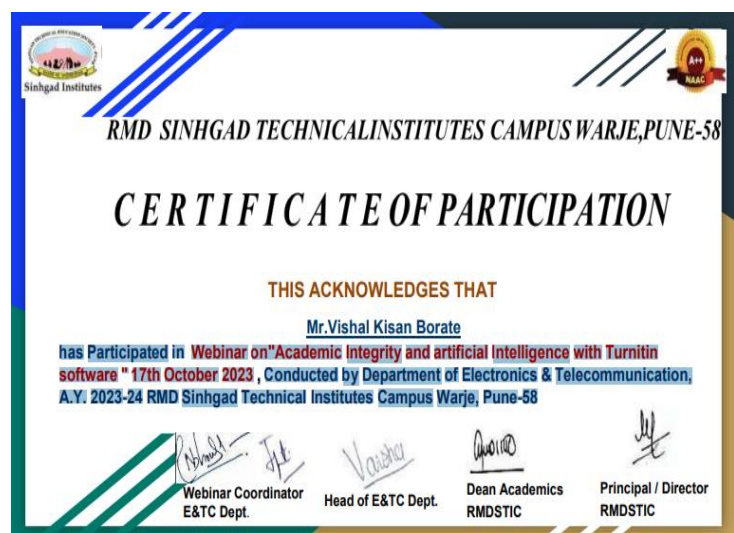 Sinhgad Institutes
A++
NAAC
RMD SINHGAD TECHNICALINSTITUTES CAMPUS WARJE,PUNE-58
CERTIFICATE OF PARTICIPATION
THIS ACKNOWLEDGES THAT
Mr.Vishal Kisan Borate
has Participated in Webinar on"Academic Integrity and artificial Intelligence with Turnitin
software " 17th October 2023 , Conducted by Department of Electronics & Telecommunication,
A.Y. 2023-24 RMD Sinhgad Technical Institutes Campus Warje, Pune-58
Webinar Coordinator
E&TC Dept.
Head of E&TC Dept.
Dean Academics
RMDSTIC
Principal / Director
RMDSTIC